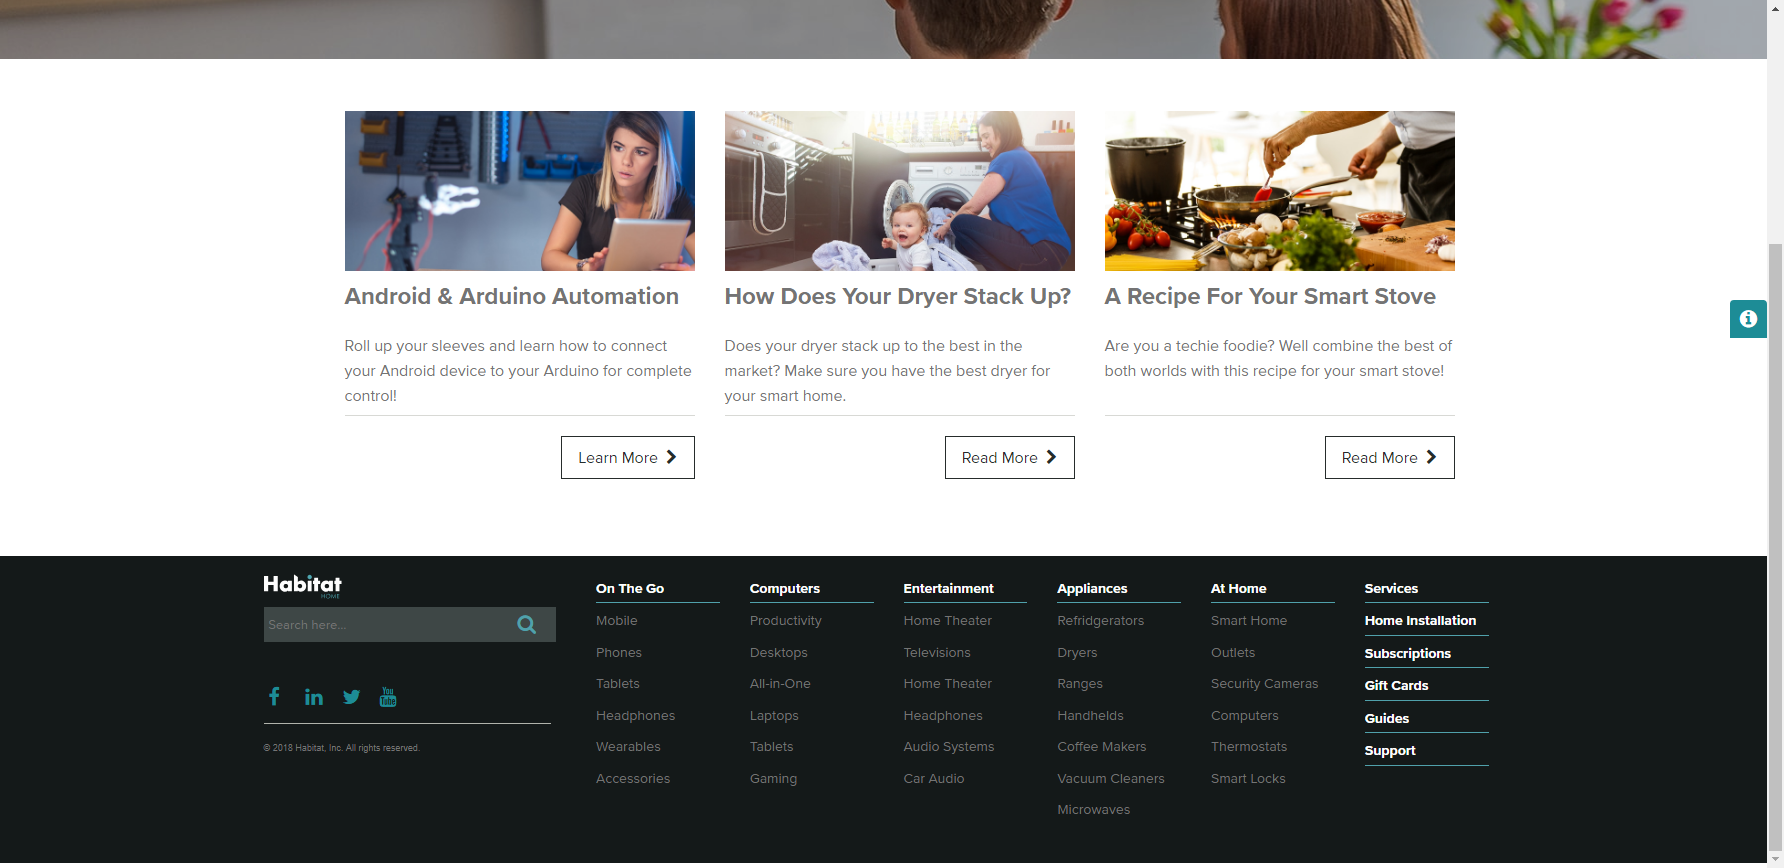 Android & Arduino Automation
Roll up your sleeves and learn how to connect
your Android device to your Arduino for complete
control!
Learn More
How Does Your Dryer Stack Up?
Does your dryer stack up to the best in the
market? Make sure you have the best dryer for
your smart home.
Read More
A Recipe For Your Smart Stove
Are you a techie foodie? Well combine the best of
both worlds with this recipe for your smart stove!
Read More
Habitat
HOME
Search here...
You
Tube
© 2018 Habitat, Inc. All rights reserved.
On The Go
Mobile
Phones
Tablets
Headphones
Wearables
Accessories
Computers
Productivity
Desktops
All-in-One
Laptops
Tablets
Gaming
Entertainment
Home Theater
Televisions
Home Theater
Headphones
Audio Systems
Car Audio
Appliances
Refridgerators
Dryers
Ranges
Handhelds
Coffee Makers
Vacuum Cleaners
Microwaves
At Home
Smart Home
Outlets
Security Cameras
Computers
Thermostats
Smart Locks
Services
Home Installation
Subscriptions
Gift Cards
Guides
Support